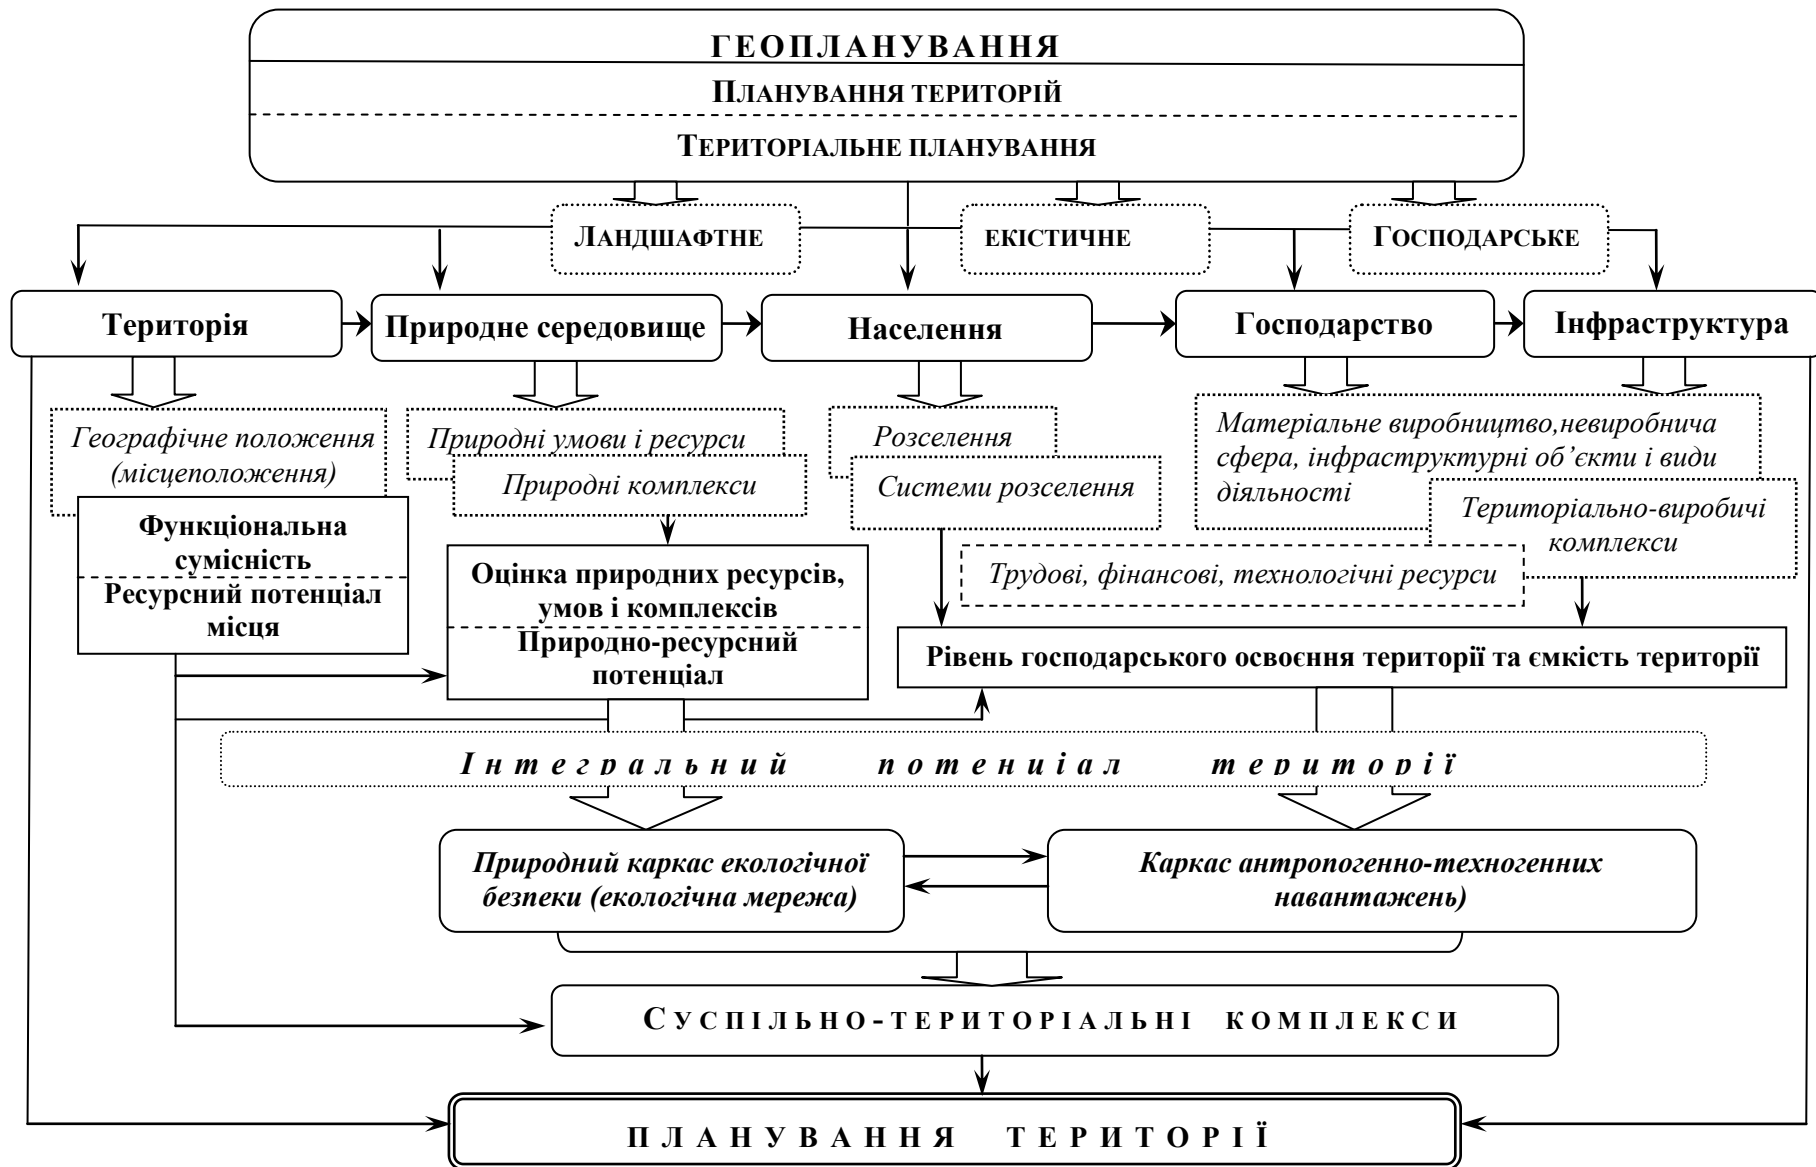 ГЕОПЛАНУВАННЯ
ПЛАНУВАННЯ ТЕРИТОРІЙ
ТЕРИТОРІАЛЬНЕ ПЛАНУВАННЯ
ЛАНДШАФТНЕ
ЕКІСТИЧНЕ
ГОСПОДАРСЬКЕ
Територія
Природне середовище
Населення
Господарство
Інфраструктура
Географічне положення
(місцеположення)
Природні умови і ресурси
Природні комплекси
Розселення
Системи розселення
Матеріальне виробництво,невиробнича
сфера, інфраструктурні об’єкти і види
діяльності
Територіально-виробичі
комплекси
Функціональна
сумісність
Ресурсний потенціал
місця
Оцінка природних ресурсів,
умов і комплексів
Природно-ресурсний
потенціал
Трудові, фінансові, технологічні ресурси
Рівень господарського освоєння території та ємкість території
Інтегральний потенціал території
Природний каркас екологічної
безпеки (екологічна мережа)
Каркас антропогенно-техногенних
навантажень)
СУСПІЛЬНО-ТЕРИТОРІАЛЬНІ КОМПЛЕКСИ
ПЛАНУВАННЯ ТЕРИТОРІЇ